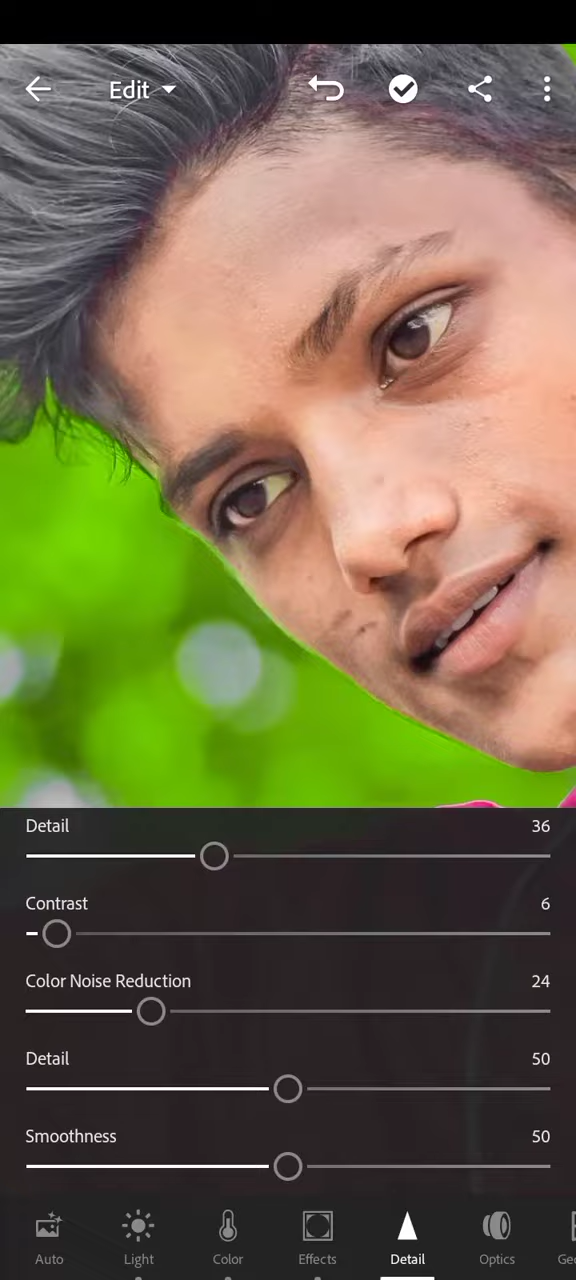 Edit
Detail 36
Contrast 6
Color Noise Reduction 24
Detail 50
Smoothness 50
Auto Light Color Effects Detail Optics